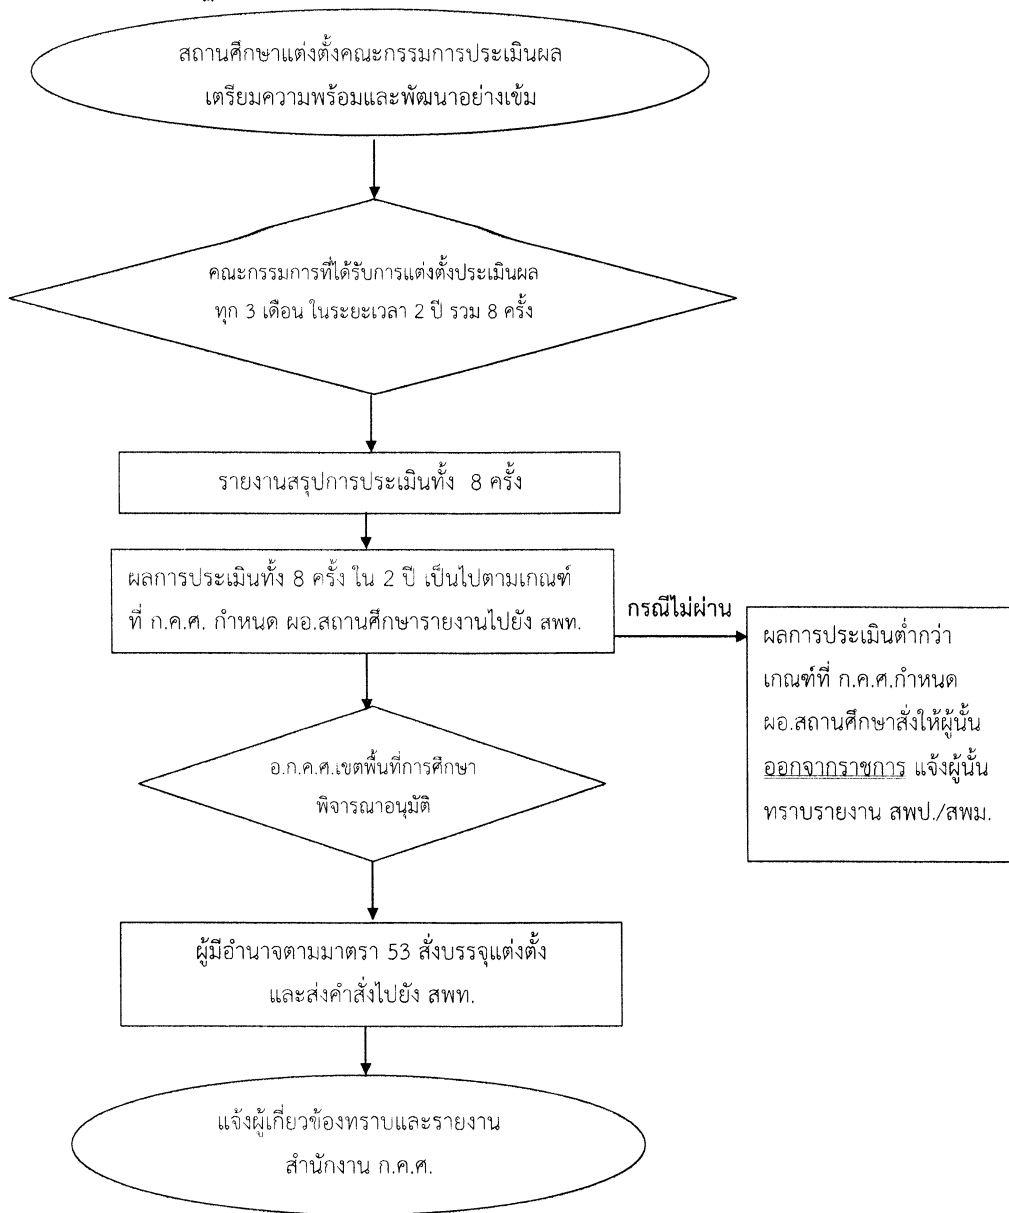 สถานศึกษาแต่งตั้งคณะกรรมการประเมินผล
เตรียมความพร้อมและพัฒนาอย่างเข้ม
คณะกรรมการที่ได้รับการแต่งตั้งประเมินผล
ทุก 3 เดือน ในระยะเวลา 2 ปี รวม 8 ครั้ง
รายงานสรุปการประเมินทั้ง 8 ครั้ง
ผลการประเมินทั้ง 8 ครั้ง ใน 2 ปี เป็นไปตามเกณฑ์
ที่ ก.ค.ศ. กำหนด ผอ.สถานศึกษารายงานไปยัง สพท.
กรณีไม่ผ่าน
ผลการประเมินต่ำกว่า
เกณฑ์ที่ ก.ค.ศ.กำหนด
ผอ.สถานศึกษาสั่งให้ผู้นั้น
ออกจากราชการ แจ้งผู้นั้น
ทราบรายงาน สพป./สพม.
อ.ก.ค.ศ.เขตพื้นที่การศึกษา
พิจารณาอนุมัติ
ผู้มีอำนาจตามมาตรา 53 สั่งบรรจุแต่งตั้ง
และส่งคำสั่งไปยัง สพท.
แจ้งผู้เกี่ยวข้องทราบและรายงาน
สำนักงาน ก.ค.ศ.